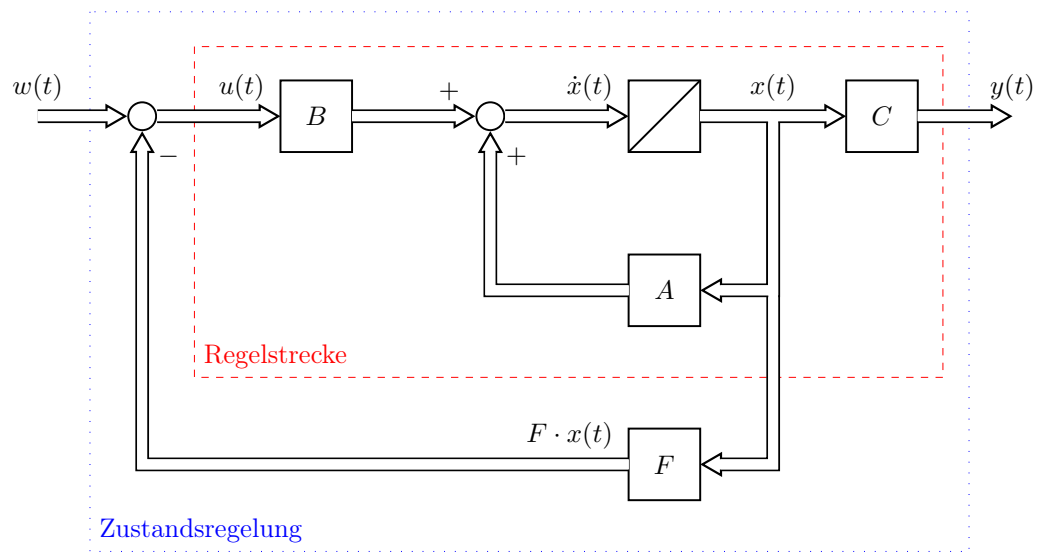 w(t)
u(t)
B
+
ẋ(t)
x(t)
C
y(t)
−
+
A
Regelstrecke
F · x(t)
F
Zustandsregelung